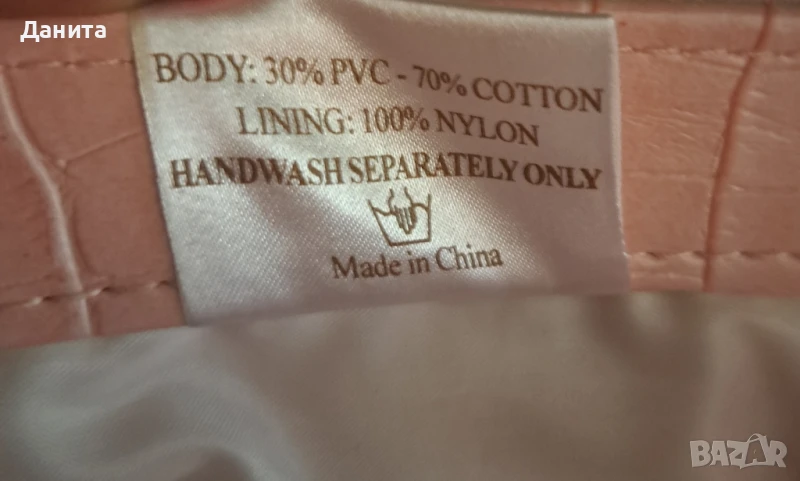 Данита
BODY: 30% PVC - 70% COTTON
LINING: 100% NYLON
HANDWASH SEPARATELY ONLY
Made in China
BAZAR